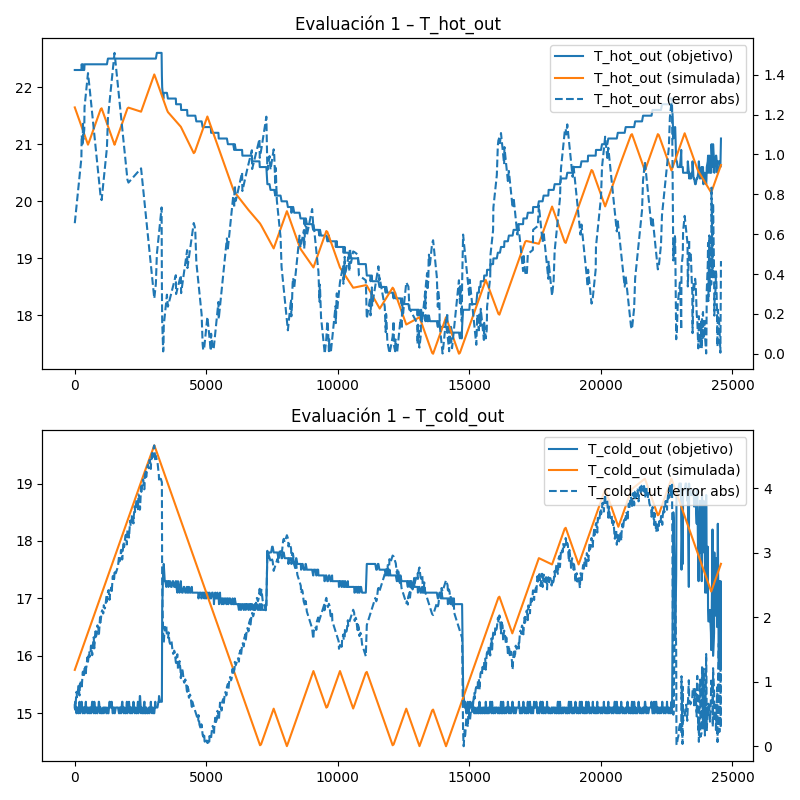 Evaluación 1 – T_hot_out
T_hot_out (objetivo)
T_hot_out (simulada)
T_hot_out (error abs)
22
21
20
19
18
1.4
1.2
1.0
0.8
0.6
0.4
0.2
0.0
0 5000 10000 15000 20000 25000
Evaluación 1 – T_cold_out
T_cold_out (objetivo)
T_cold_out (simulada)
T_cold_out (error abs)
19
18
17
16
15
4
3
2
1
0
0 5000 10000 15000 20000 25000